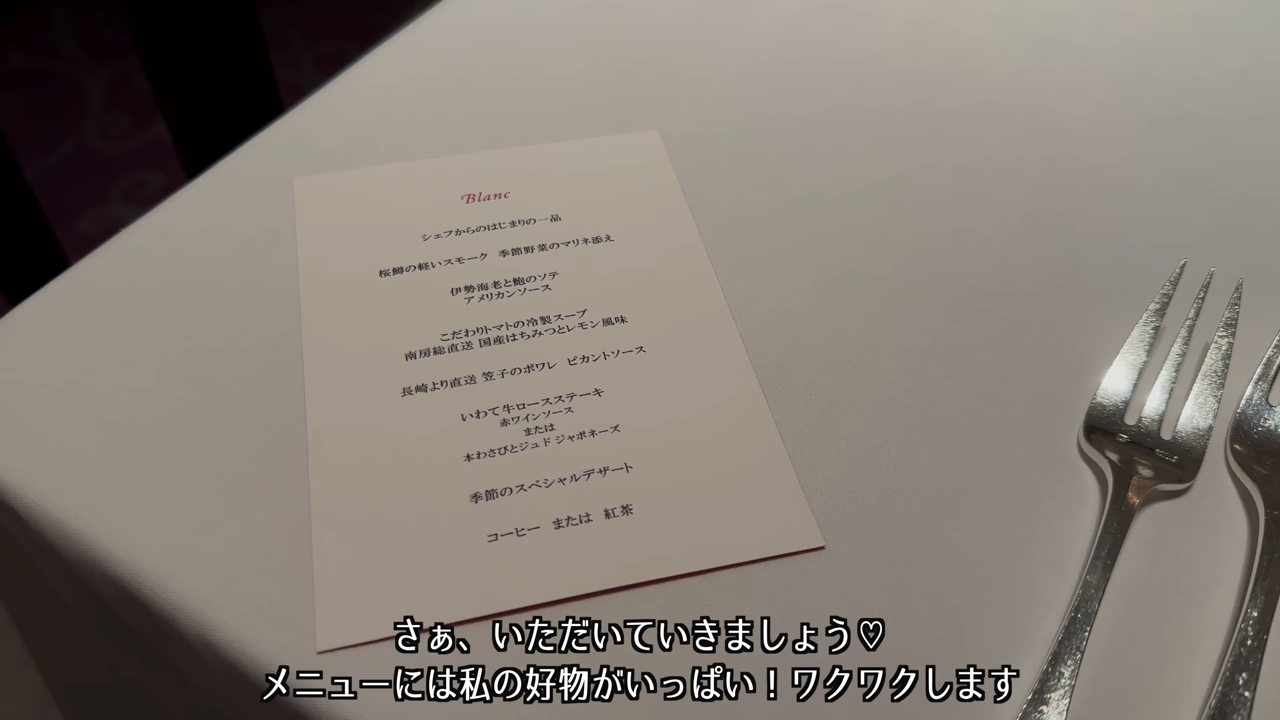 Blanc
シェフからのはじまりの一品
桜鱒の軽いスモーク 季節野菜のマリネ添え
伊勢海老と鮑のソテ
アメリカンソース
こだわりトマトの冷製スープ
南房総直送 国産はちみつとレモン風味
長崎より直送 笠子のポワレ ピカントソース
いわて牛ロースステーキ
赤ワインソース
または
本わさびとジュド ジャポネーズ
季節のスペシャルデザート
コーヒー または 紅茶
さぁ、いただいていきましょう♡
メニューには私の好物がいっぱい！ワクワクします